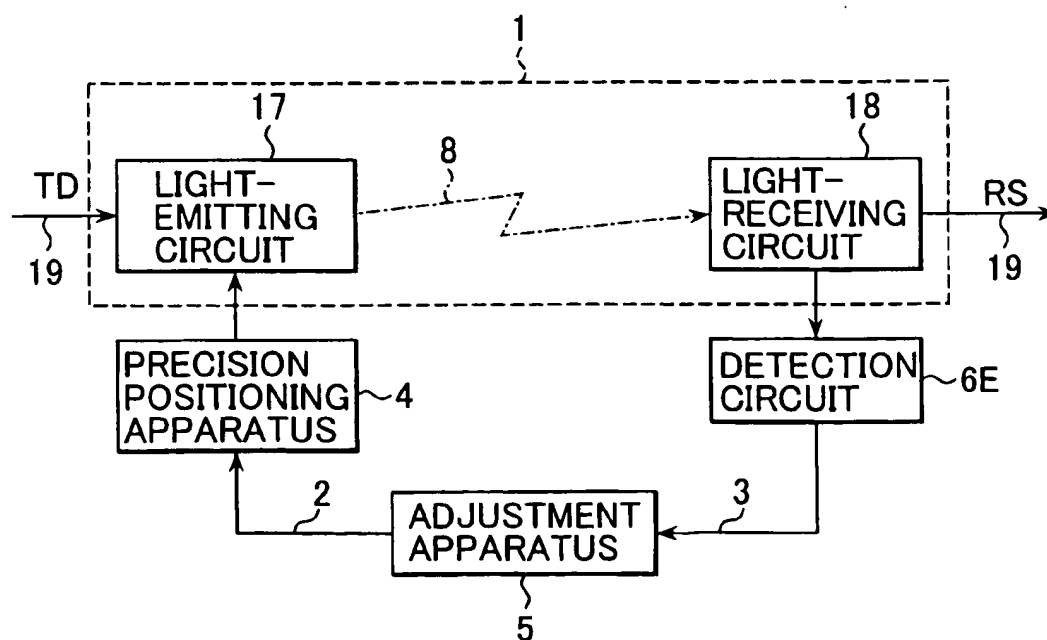 1
17
18
8
TD
LIGHT-
EMITTING
CIRCUIT
LIGHT-
RECEIVING
CIRCUIT
RS
19
19
PRECISION
POSITIONING
APPARATUS
4
DETECTION
CIRCUIT
6E
2
ADJUSTMENT
APPARATUS
3
5